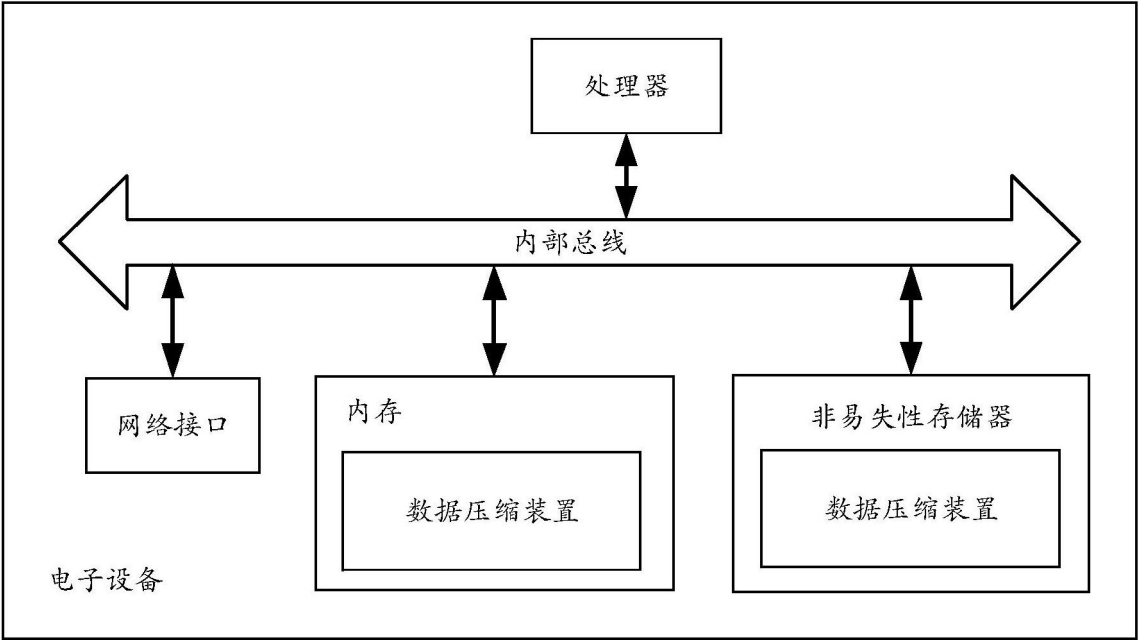 处理器
内部总线
网络接口
内存
数据压缩装置
非易失性存储器
数据压缩装置
电子设备